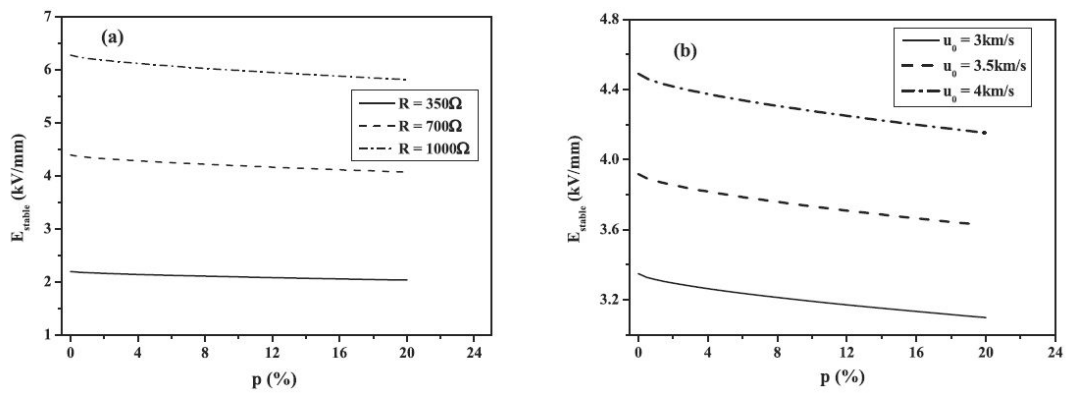 (a)
E_stable (kV/mm)
7
6
5
4
3
2
1
R = 350Ω
R = 700Ω
R = 1000Ω
0 4 8 12 16 20 24
p (%)
(b)
E_stable (kV/mm)
4.8
4.4
4.0
3.6
3.2
u_0 = 3km/s
u_0 = 3.5km/s
u_0 = 4km/s
0 4 8 12 16 20 24
p (%)